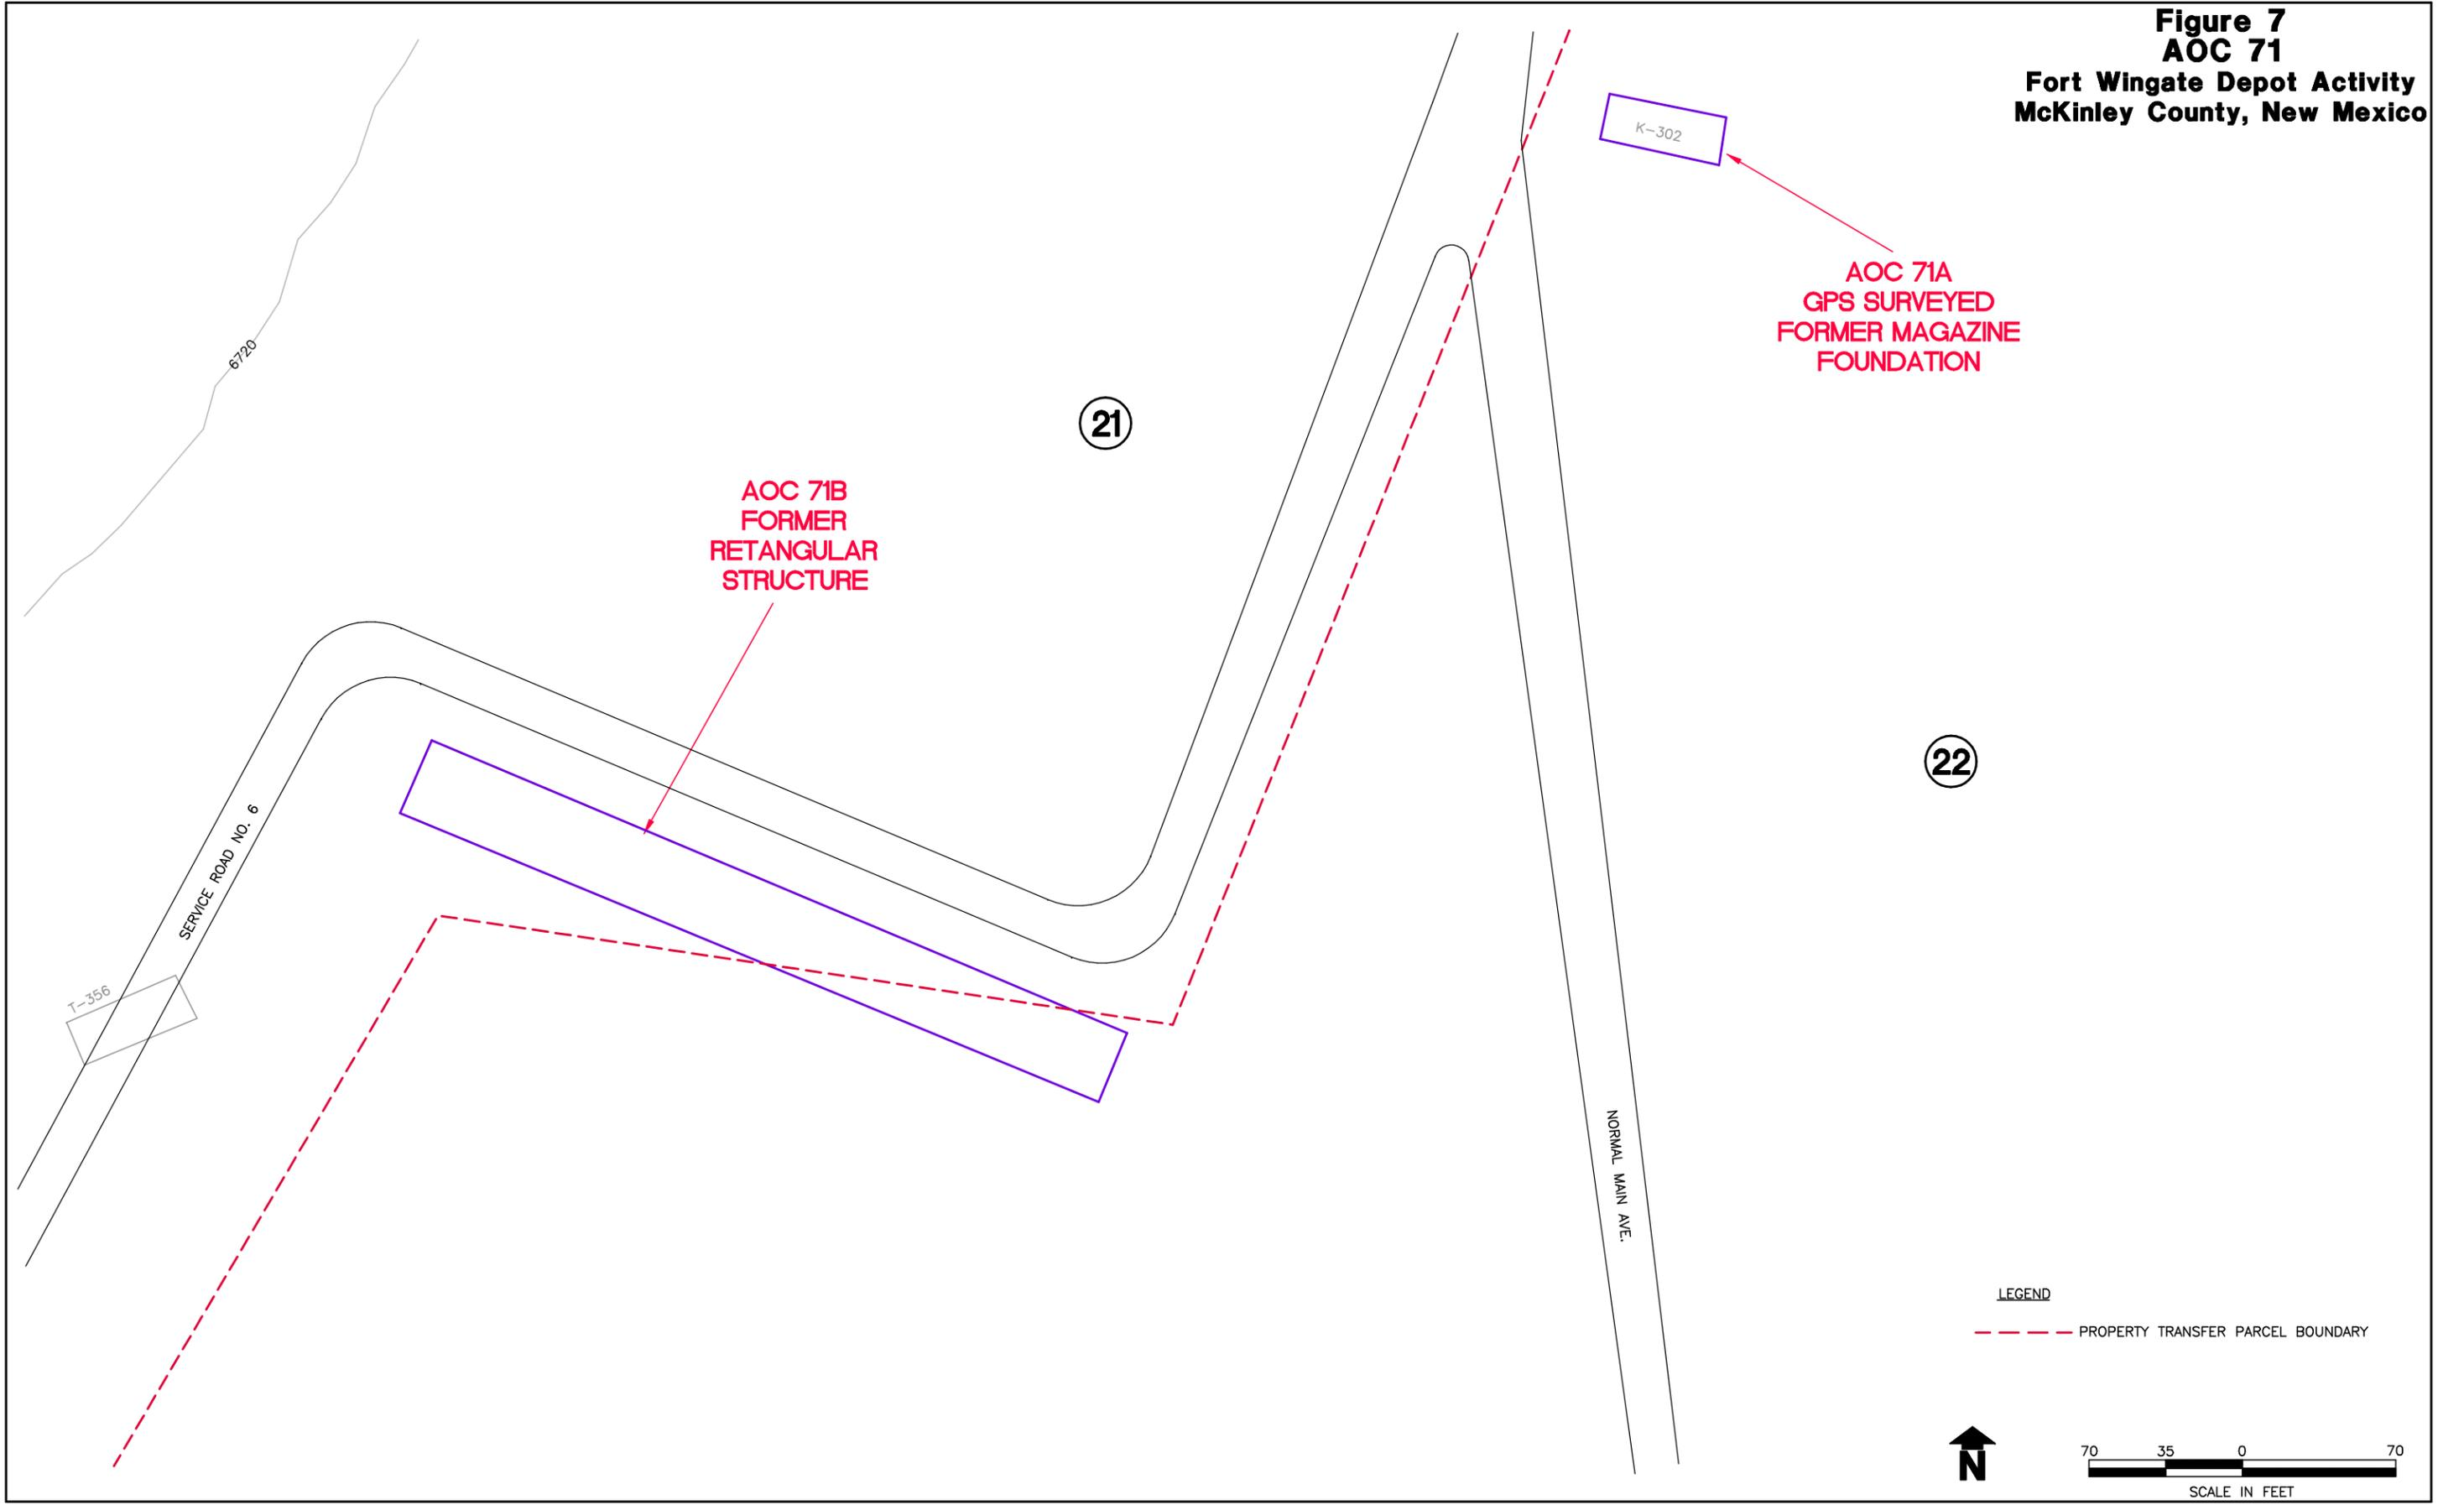 Figure 7
AOC 71
Fort Wingate Depot Activity
McKinley County, New Mexico
K-302
AOC 71A
GPS SURVEYED
FORMER MAGAZINE
FOUNDATION
6720
21
AOC 71B
FORMER
RETANGULAR
STRUCTURE
22
SERVICE ROAD NO. 6
T-356
NORMAL MAIN AVE.
LEGEND
PROPERTY TRANSFER PARCEL BOUNDARY
N
70 35 0 70
SCALE IN FEET